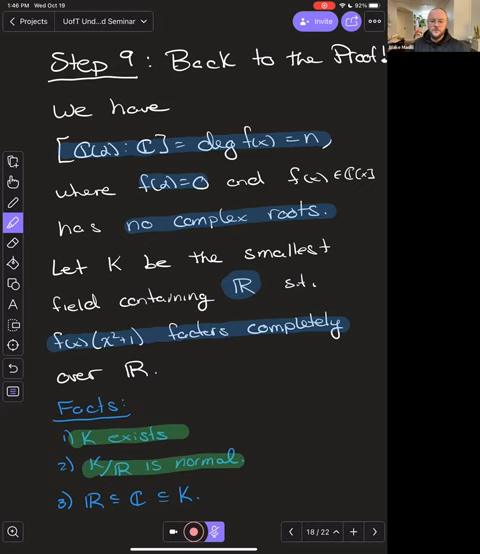 1:46 PM Wed Oct 19
Projects
UofT Und... d Seminar
Invite
Step 9: Back to the Proof!
We have
[ℂ(α) : ℂ] = deg f(x) = n,
where f(α)=0 and f(x) ∈ ℂ[x]
has no complex roots.
Let K be the smallest
field containing ℝ s.t.
f(x)(x²+1) factors completely
over ℝ.
Facts:
1) K exists
2) K/ℝ is normal.
3) ℝ ⊆ ℂ ⊆ K.
18/22